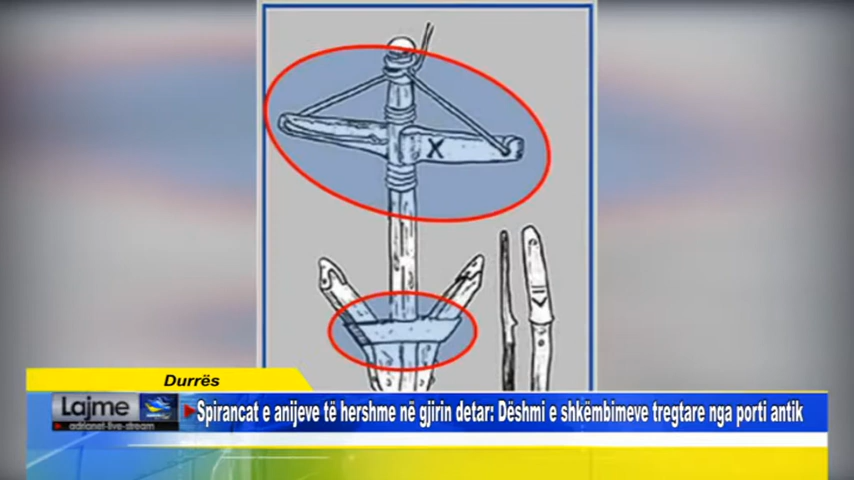 X
Durrës
Lajme
adrianet-live-stream
Spirancat e anijeve të hershme në gjirin detar: Dëshmi e shkëmbimeve tregtare nga porti antik